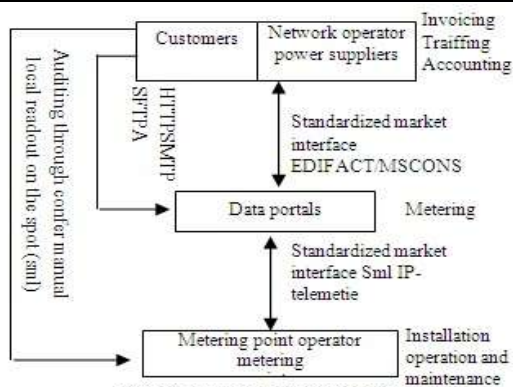 Customers
Network operator
power suppliers
Invoicing
Traiffing
Accounting
Auditing through confer manual
local readout on the spot (sml)
HTTPSMTP
SFTPA
Standardized market
interface
EDIFACT/MSCONS
Data portals
Metering
Standardized market
interface Sml IP-
telemetie
Metering point operator
metering
Installation
operation and
maintenance